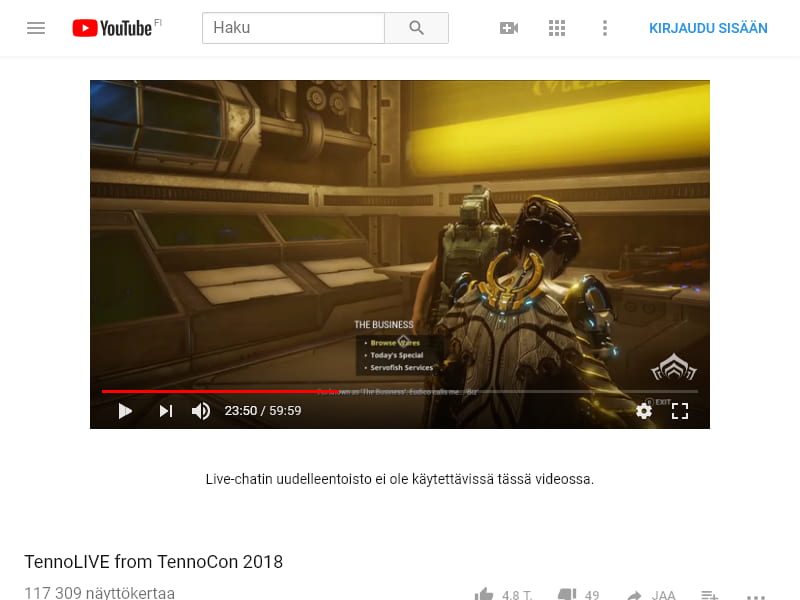 YouTube FI
Haku
KIRJAUDU SISÄÄN
THE BUSINESS
Browse Wares
Today's Special
Servofish Services
known as 'The Business'. Eudico calls me... Biz
EXIT
23:50 / 59:59
Live-chatin uudelleentoisto ei ole käytettävissä tässä videossa.
TennoLIVE from TennoCon 2018
117 309 näyttökertaa
4,8 T.
49
JAA